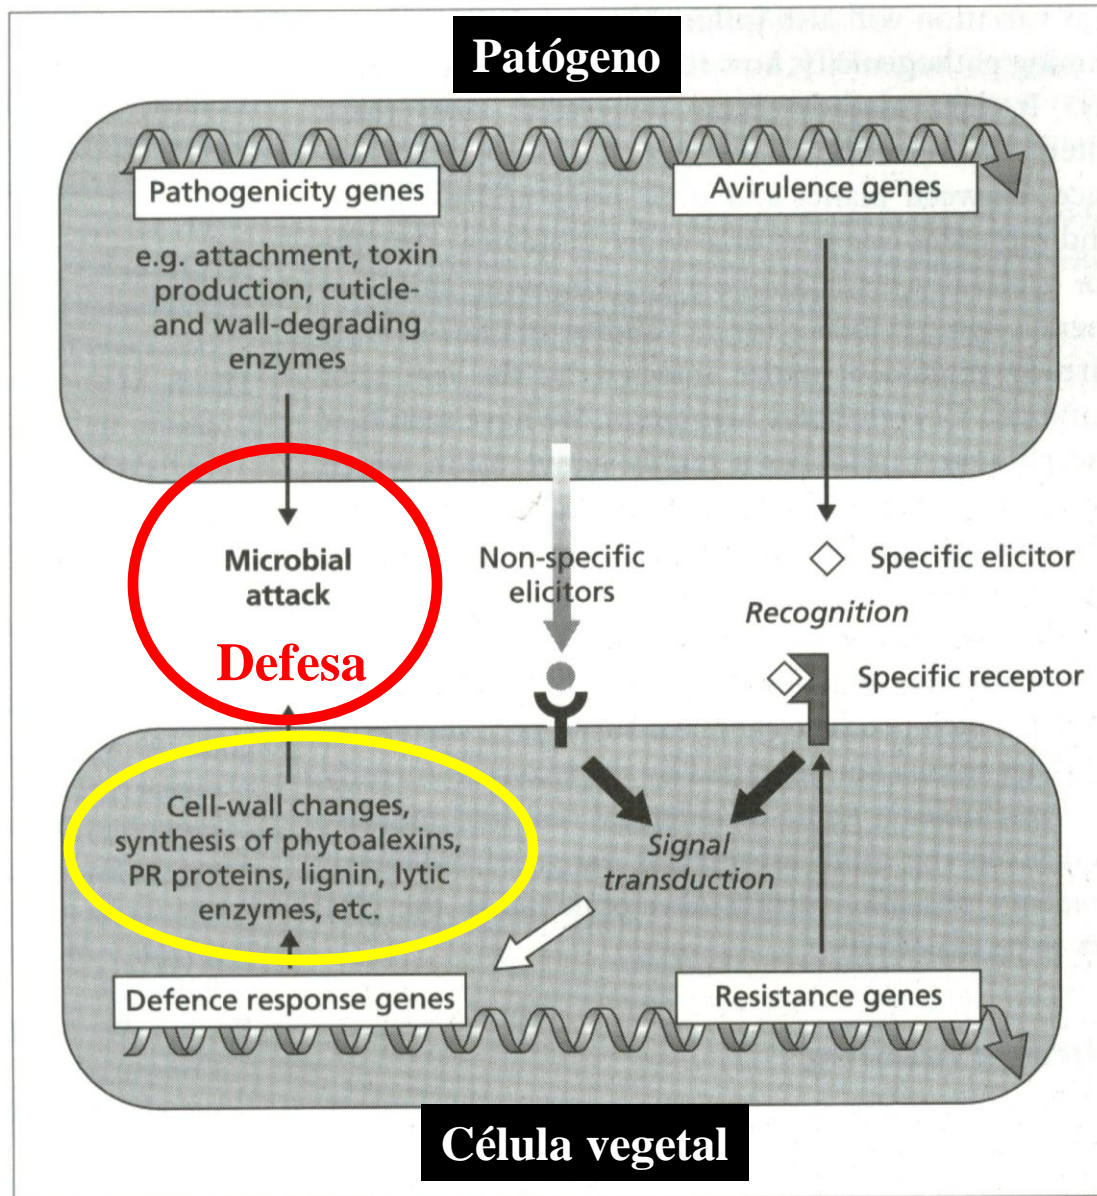 Patógeno
Pathogenicity genes
Avirulence genes
e.g. attachment, toxin
production, cuticle-
and wall-degrading
enzymes
Microbial
attack
Defesa
Non-specific
elicitors
Specific elicitor
Recognition
Specific receptor
Cell-wall changes,
synthesis of phytoalexins,
PR proteins, lignin, lytic
enzymes, etc.
Signal
transduction
Defence response genes
Resistance genes
Célula vegetal